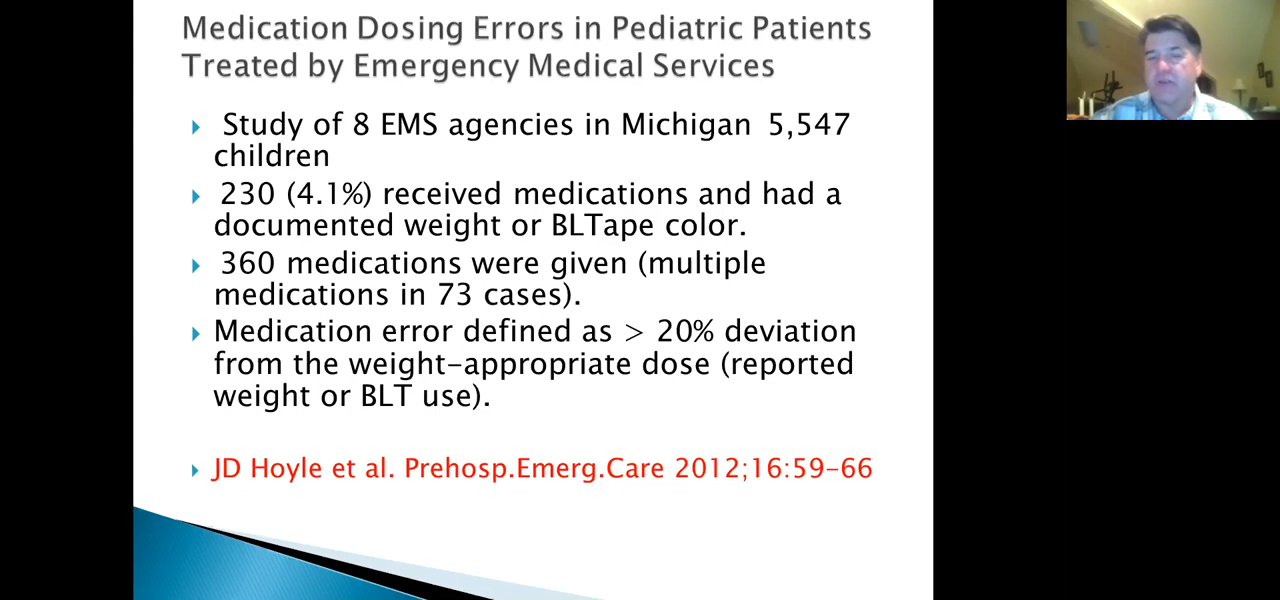 Medication Dosing Errors in Pediatric Patients
Treated by Emergency Medical Services
Study of 8 EMS agencies in Michigan 5,547
children
230 (4.1%) received medications and had a
documented weight or BLTape color.
360 medications were given (multiple
medications in 73 cases).
Medication error defined as > 20% deviation
from the weight-appropriate dose (reported
weight or BLT use).
JD Hoyle et al. Prehosp.Emerg.Care 2012;16:59-66